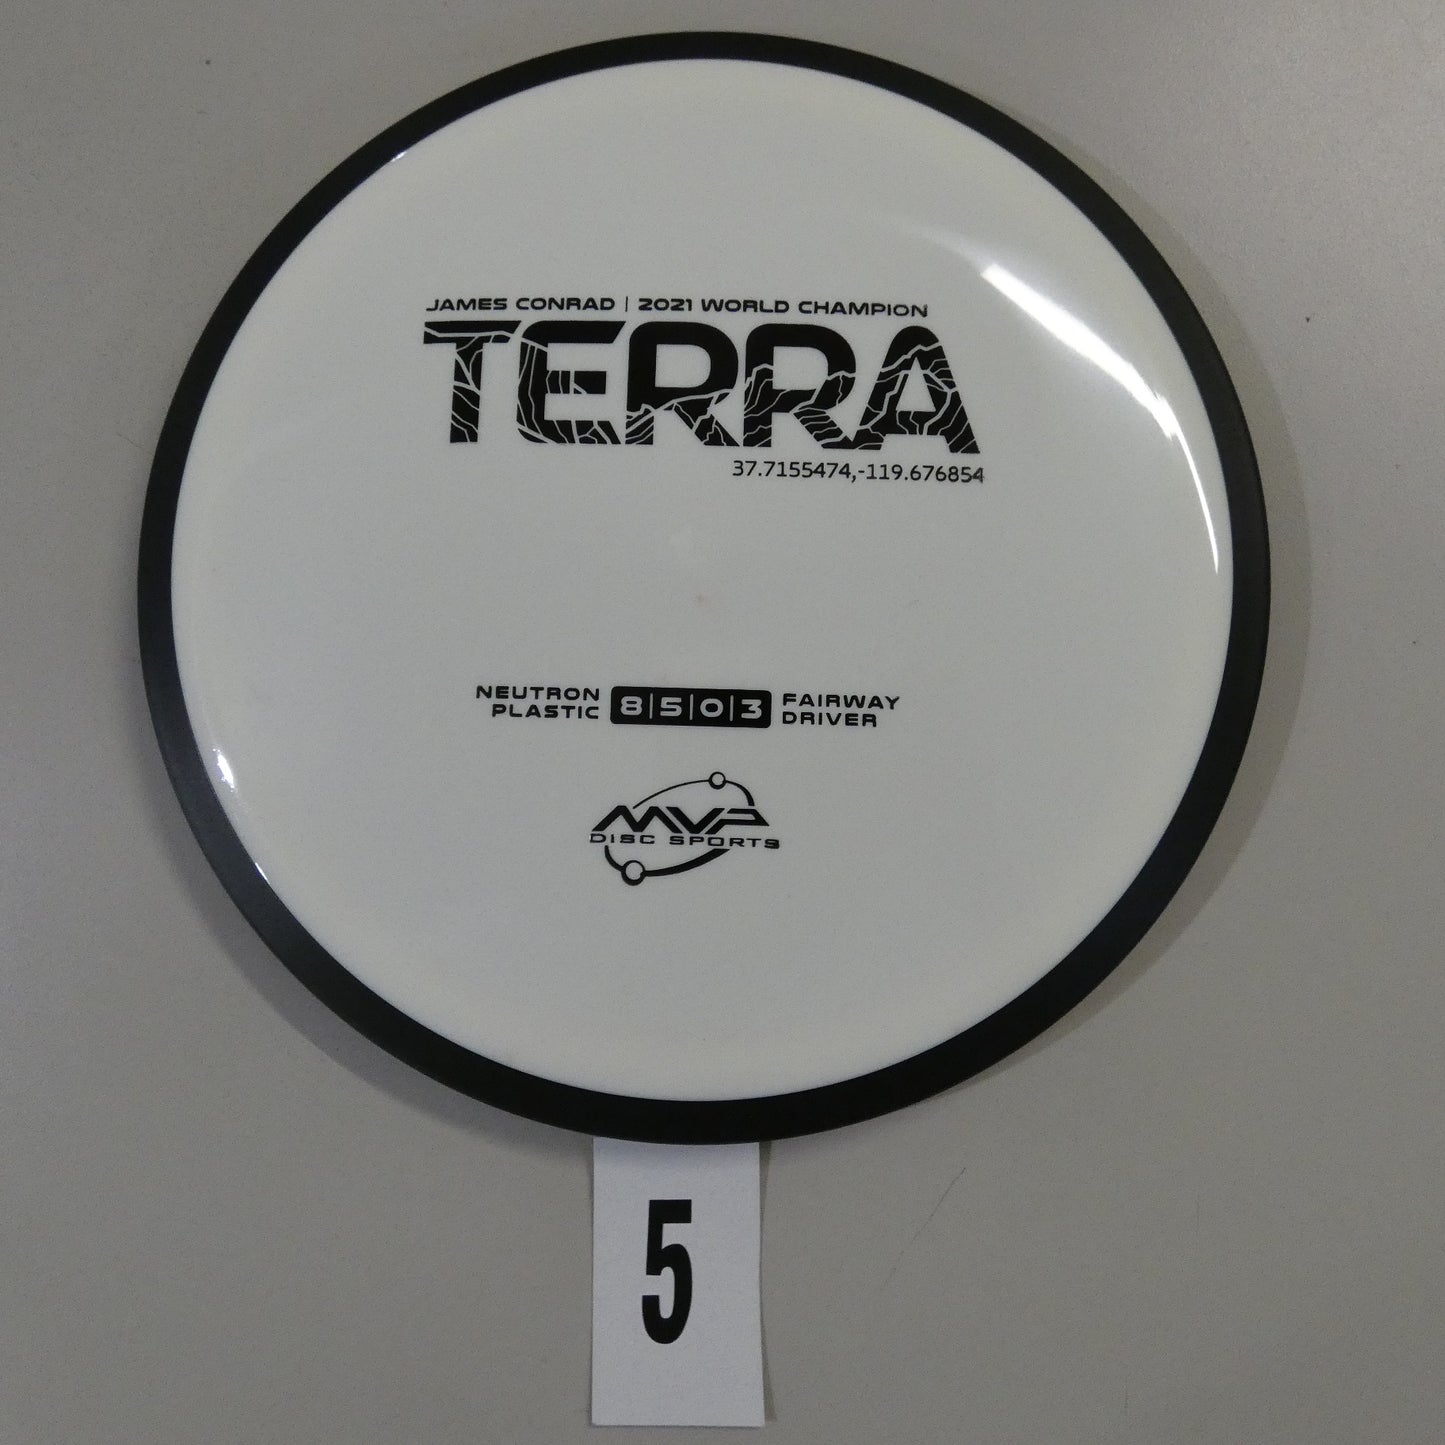 JAMES CONRAD | 2021 WORLD CHAMPION
TERRA
37.7155474,-119.676854
NEUTRON PLASTIC 8|5|0|3 FAIRWAY DRIVER
MVP
DISC SPORTS
5